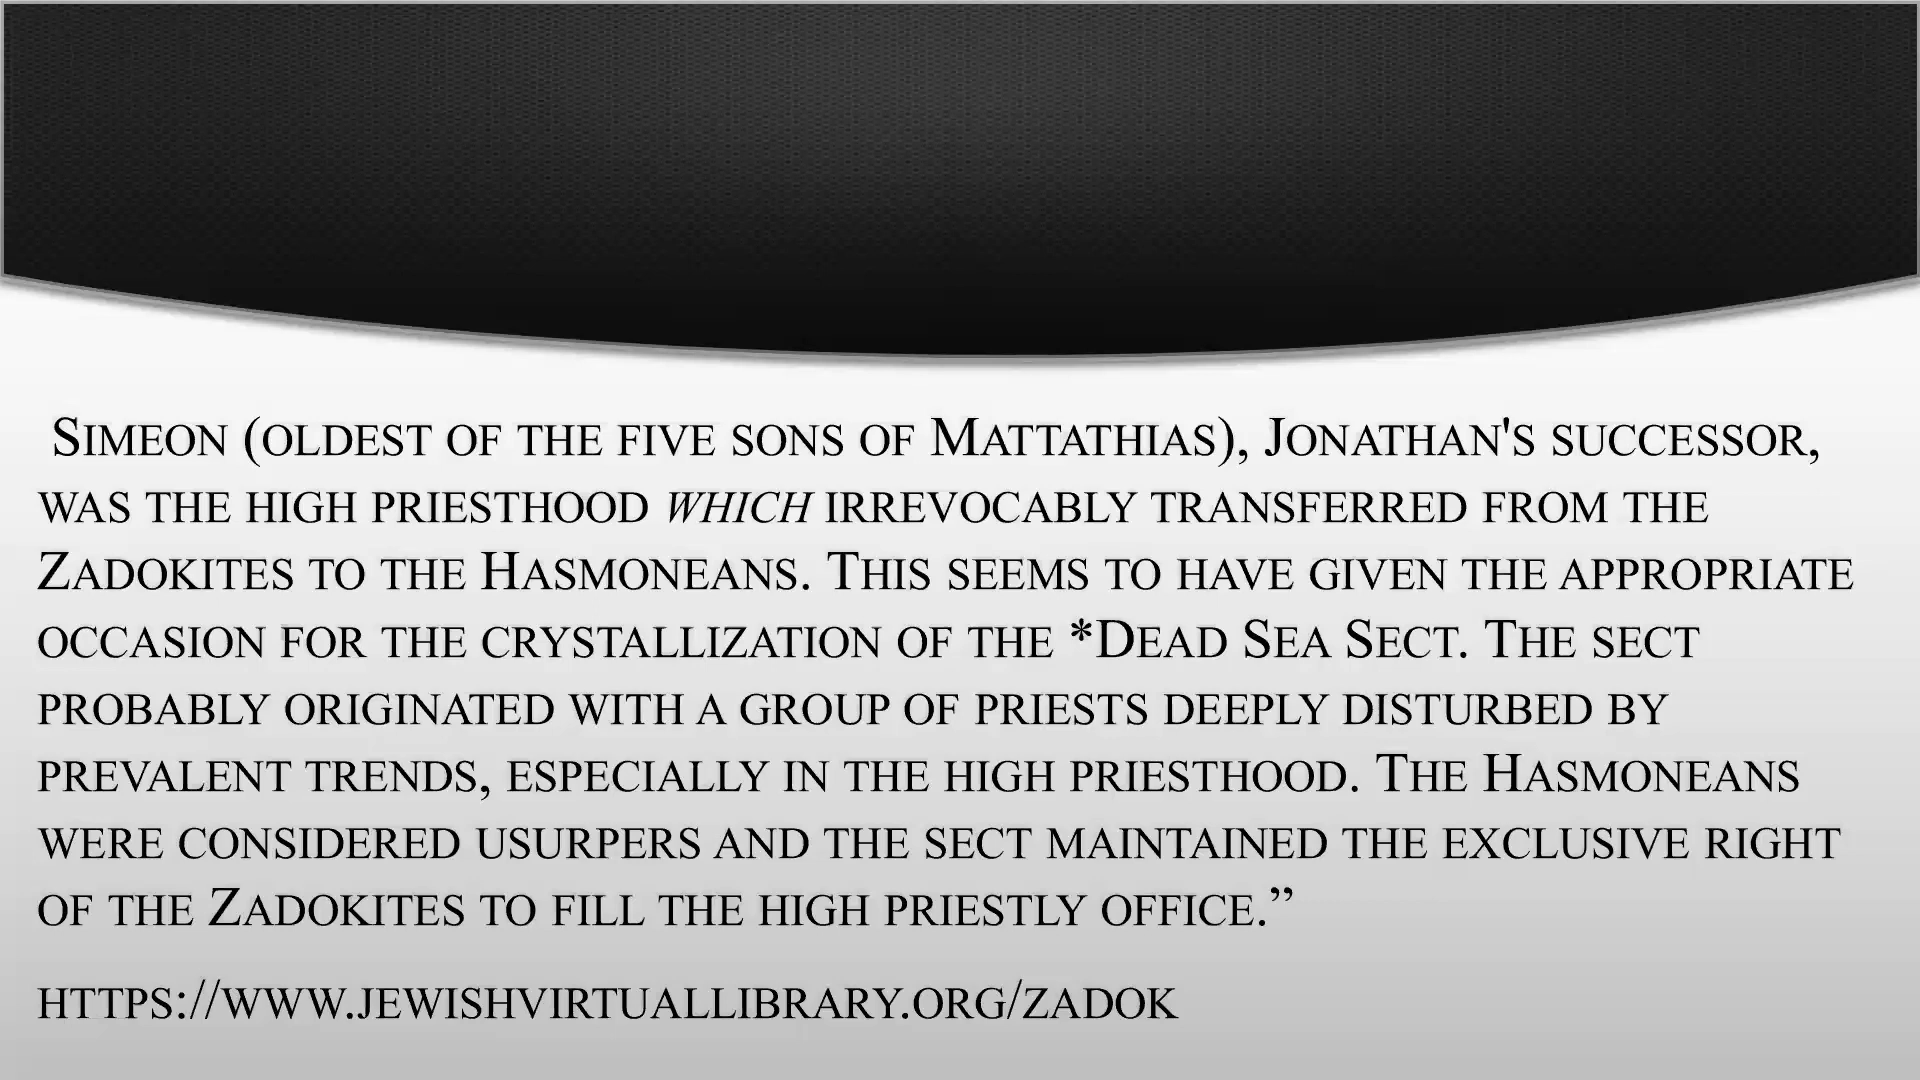 Simeon (oldest of the five sons of Mattathias), Jonathan's successor,
was the high priesthood which irrevocably transferred from the
Zadokites to the Hasmoneans. This seems to have given the appropriate
occasion for the crystallization of the *Dead Sea Sect. The sect
probably originated with a group of priests deeply disturbed by
prevalent trends, especially in the high priesthood. The Hasmoneans
were considered usurpers and the sect maintained the exclusive right
of the Zadokites to fill the high priestly office.”
https://www.jewishvirtuallibrary.org/zadok